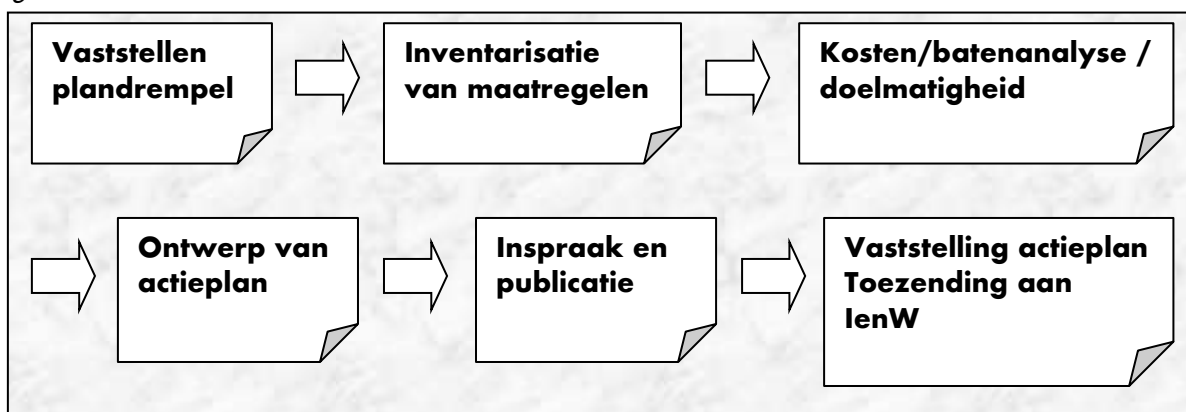 Vaststellen
plandrempel
Inventarisatie
van maatregelen
Kosten/batenanalyse /
doelmatigheid
Ontwerp van
actieplan
Inspraak en
publicatie
Vaststelling actieplan
Toezending aan
IenW